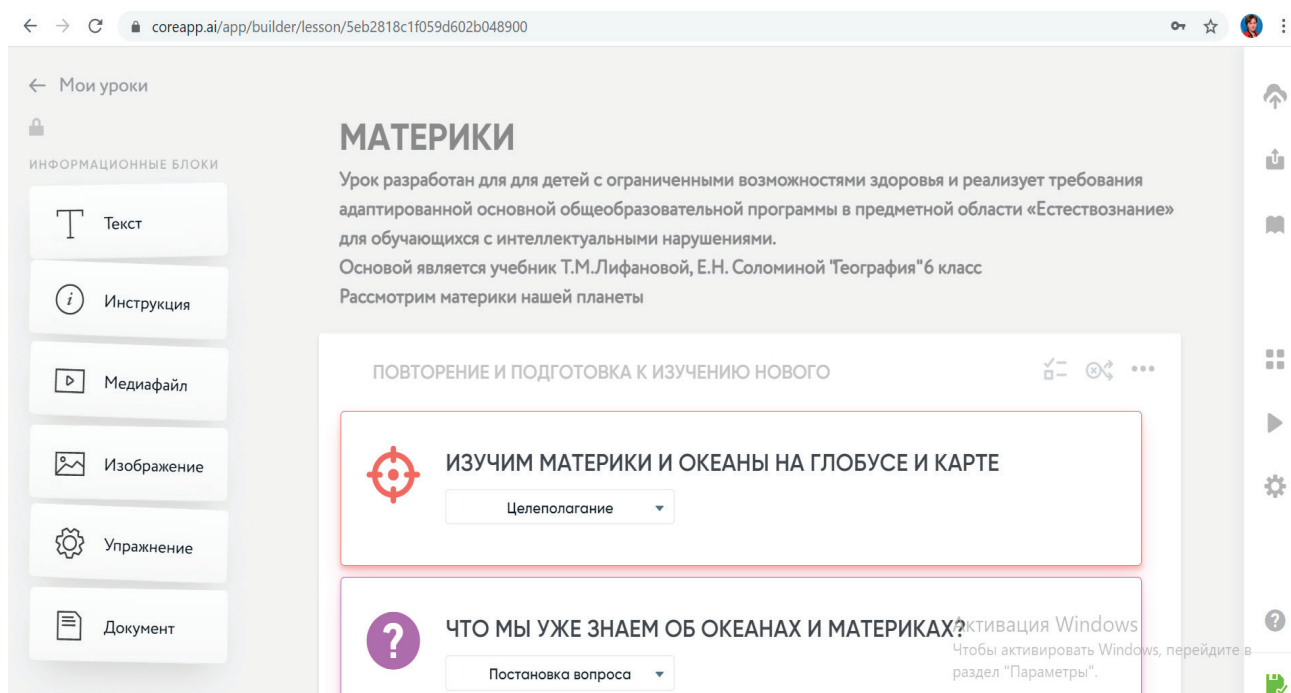 coreapp.ai/app/builder/lesson/5eb2818c1f059d602b048900
Мои уроки
ИНФОРМАЦИОННЫЕ БЛОКИ
Текст
Инструкция
Медиафайл
Изображение
Упражнение
Документ
МАТЕРИКИ
Урок разработан для для детей с ограниченными возможностями здоровья и реализует требования
адаптированной основной общеобразовательной программы в предметной области «Естествознание»
для обучающихся с интеллектуальными нарушениями.
Основой является учебник Т.М.Лифановой, Е.Н. Соломиной "География" 6 класс
Рассмотрим материки нашей планеты
ПОВТОРЕНИЕ И ПОДГОТОВКА К ИЗУЧЕНИЮ НОВОГО
ИЗУЧИМ МАТЕРИКИ И ОКЕАНЫ НА ГЛОБУСЕ И КАРТЕ
Целеполагание
ЧТО МЫ УЖЕ ЗНАЕМ ОБ ОКЕАНАХ И МАТЕРИКАХ?
Постановка вопроса
Активация Windows
Чтобы активировать Windows, перейдите в
раздел "Параметры".